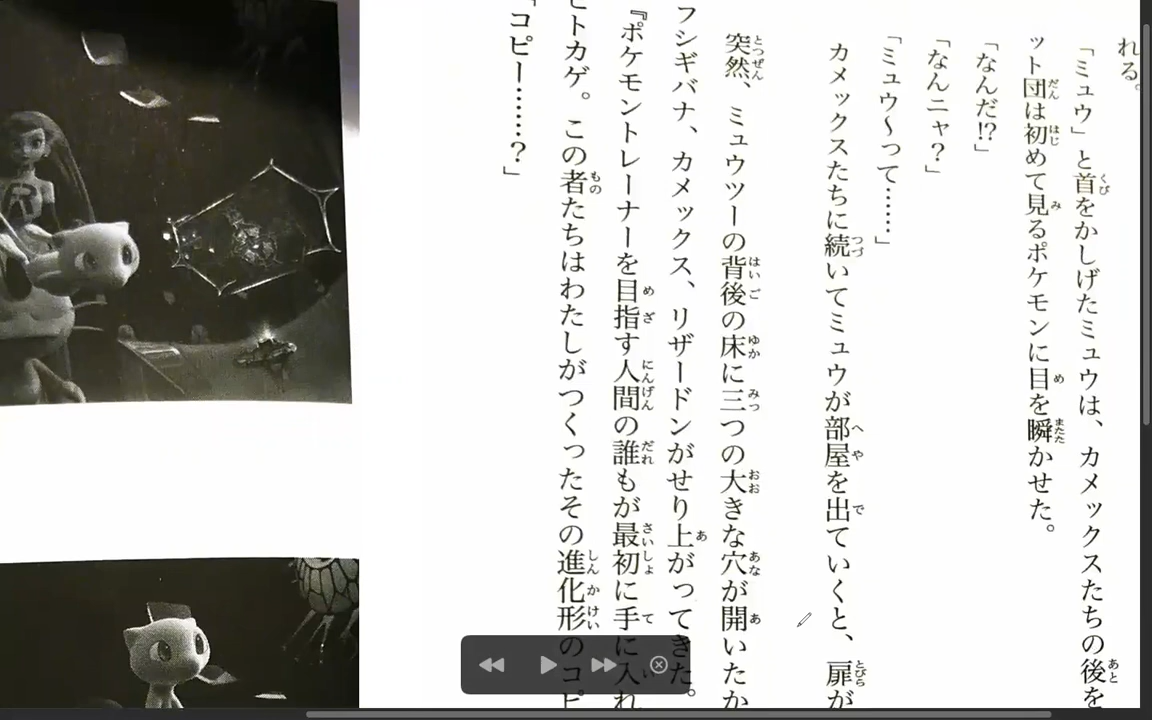 れる。
「ミュウ」と首をかしげたミュウは、カメックスたちの後を
ット団は初めて見るポケモンに目を瞬かせた。
「なんだ!?」
「なんニャ？」
「ミュウ～って……」
カメックスたちに続いてミュウが部屋を出ていくと、扉が
突然、ミュウツーの背後の床に三つの大きな穴が開いたか
フシギバナ、カメックス、リザードンがせり上がってきた。
『ポケモントレーナーを目指す人間の誰もが最初に手に入れ
ヒトカゲ。この者たちはわたしがつくったその進化形のコピ
「コピー………？」
R